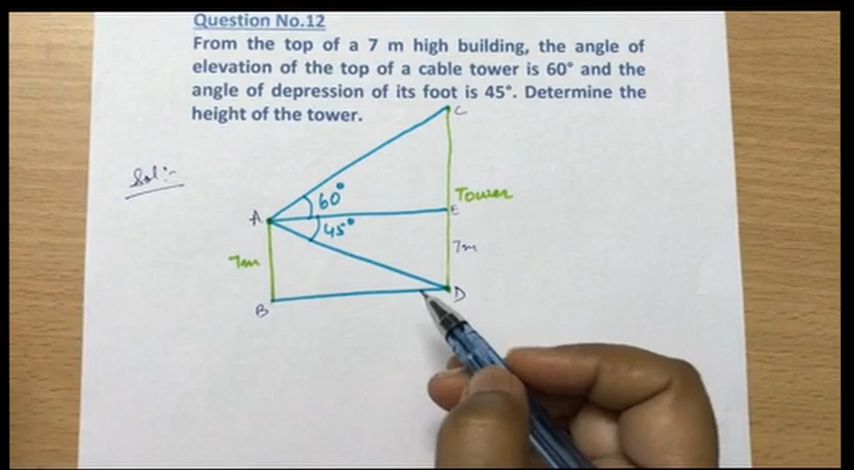 Question No.12
From the top of a 7 m high building, the angle of
elevation of the top of a cable tower is 60° and the
angle of depression of its foot is 45°. Determine the
height of the tower.
Sol:-
C
60°
Tower
A
E
45°
7m
7m
D
B